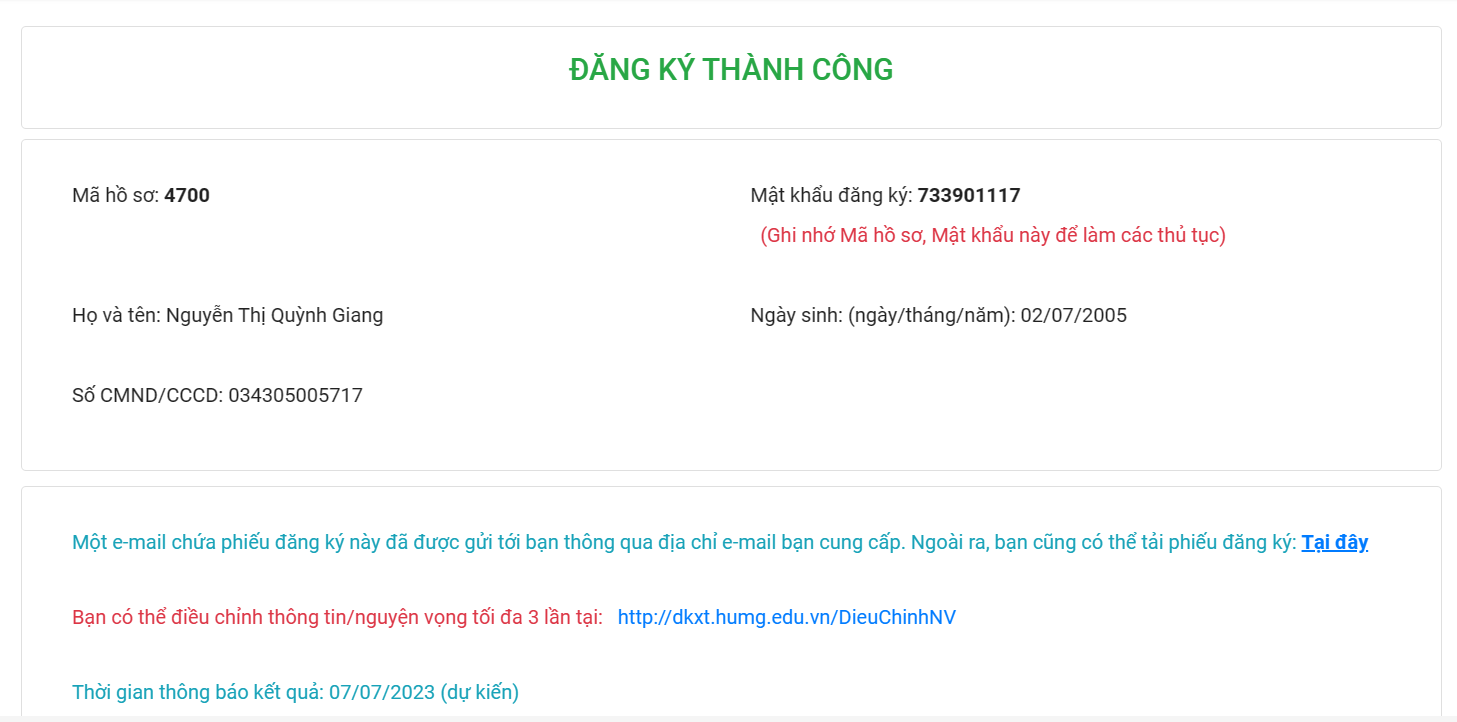 ĐĂNG KÝ THÀNH CÔNG
Mã hồ sơ: 4700
Mật khẩu đăng ký: 733901117
(Ghi nhớ Mã hồ sơ, Mật khẩu này để làm các thủ tục)
Họ và tên: Nguyễn Thị Quỳnh Giang
Ngày sinh: (ngày/tháng/năm): 02/07/2005
Số CMND/CCCD: 034305005717
Một e-mail chứa phiếu đăng ký này đã được gửi tới bạn thông qua địa chỉ e-mail bạn cung cấp. Ngoài ra, bạn cũng có thể tải phiếu đăng ký: Tại đây
Bạn có thể điều chỉnh thông tin/nguyện vọng tối đa 3 lần tại: http://dkxt.humg.edu.vn/DieuChinhNV
Thời gian thông báo kết quả: 07/07/2023 (dự kiến)